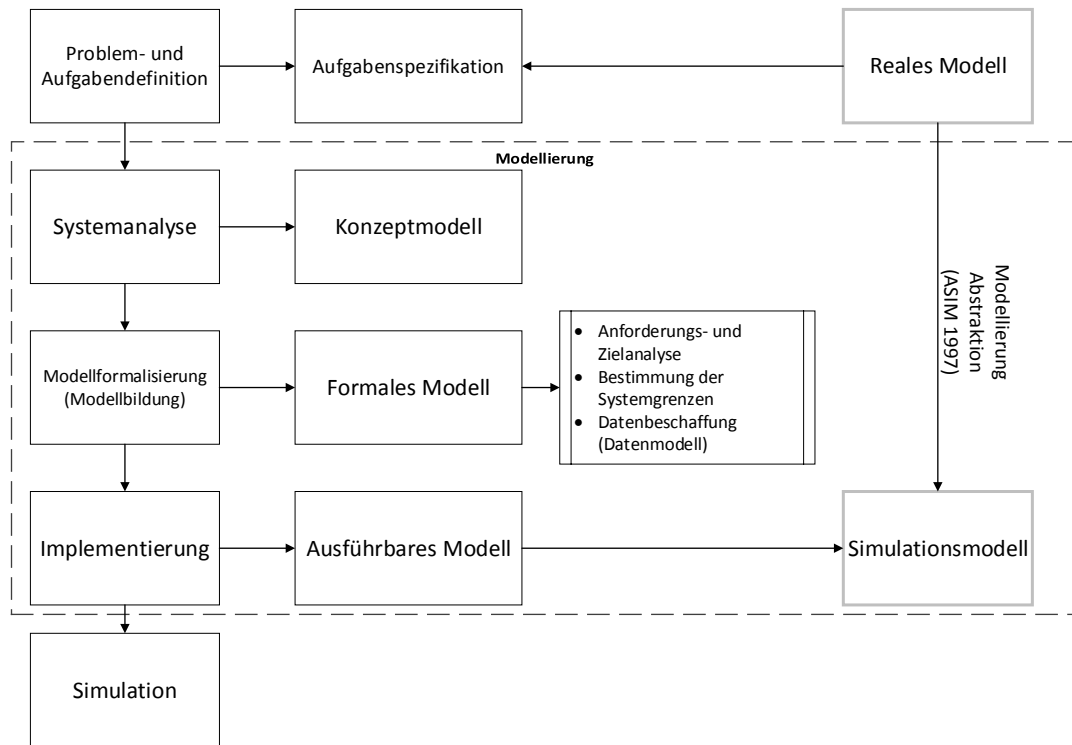 Problem- und
Aufgabendefinition
Aufgabenspezifikation
Reales Modell
Modellierung
Systemanalyse
Konzeptmodell
Modellierung
Abstraktion
(ASIM 1997)
Modellformalisierung
(Modellbildung)
Formales Modell
• Anforderungs- und
Zielanalyse
• Bestimmung der
Systemgrenzen
• Datenbeschaffung
(Datenmodell)
Implementierung
Ausführbares Modell
Simulationsmodell
Simulation